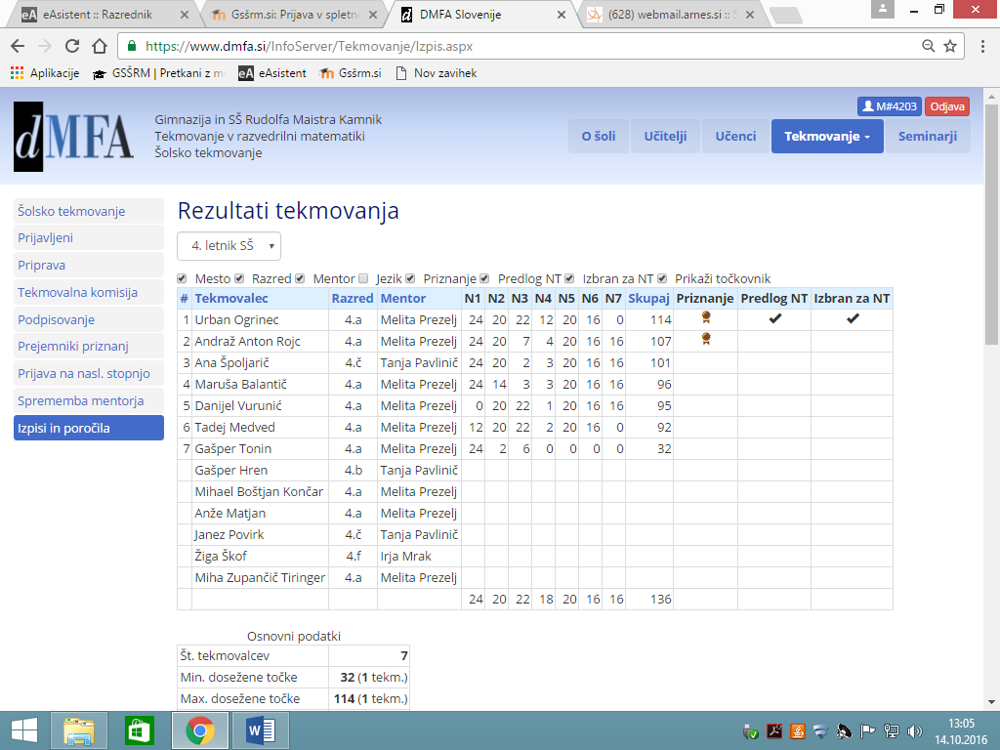 eA eAsistent :: Razrednik
Gsšrm.si: Prijava v spletn
DMFA Slovenije
(628) webmail.arnes.si :: S
https://www.dmfa.si/InfoServer/Tekmovanje/Izpis.aspx
Aplikacije GSŠRM | Pretkani z m eA eAsistent Gsšrm.si Nov zavihek
M#4203 Odjava
dMFA
Gimnazija in SŠ Rudolfa Maistra Kamnik
Tekmovanje v razvedrilni matematiki
Šolsko tekmovanje
O šoli Učitelji Učenci Tekmovanje Seminarji
Šolsko tekmovanje
Prijavljeni
Priprava
Tekmovalna komisija
Podpisovanje
Prejemniki priznanj
Prijava na nasl. stopnjo
Sprememba mentorja
Izpisi in poročila
Rezultati tekmovanja
4. letnik SŠ
Mesto Razred Mentor Jezik Priznanje Predlog NT Izbran za NT Prikaži točkovnik
# Tekmovalec Razred Mentor N1 N2 N3 N4 N5 N6 N7 Skupaj Priznanje Predlog NT Izbran za NT
1 Urban Ogrinec 4.a Melita Prezelj 24 20 22 12 20 16 0 114
2 Andraž Anton Rojc 4.a Melita Prezelj 24 20 7 4 20 16 16 107
3 Ana Špoljarič 4.č Tanja Pavlinič 24 20 2 3 20 16 16 101
4 Maruša Balantič 4.a Melita Prezelj 24 14 3 3 20 16 16 96
5 Danijel Vurunić 4.a Melita Prezelj 0 20 22 1 20 16 16 95
6 Tadej Medved 4.a Melita Prezelj 12 20 22 2 20 16 0 92
7 Gašper Tonin 4.a Melita Prezelj 24 2 6 0 0 0 0 32
Gašper Hren 4.b Tanja Pavlinič
Mihael Boštjan Končar 4.a Melita Prezelj
Anže Matjan 4.a Melita Prezelj
Janez Povirk 4.č Tanja Pavlinič
Žiga Škof 4.f Irja Mrak
Miha Zupančič Tiringer 4.a Melita Prezelj
24 20 22 18 20 16 16 136
Osnovni podatki
Št. tekmovalcev 7
Min. dosežene točke 32 (1 tekm.)
Max. dosežene točke 114 (1 tekm.)
13:05
14.10.2016